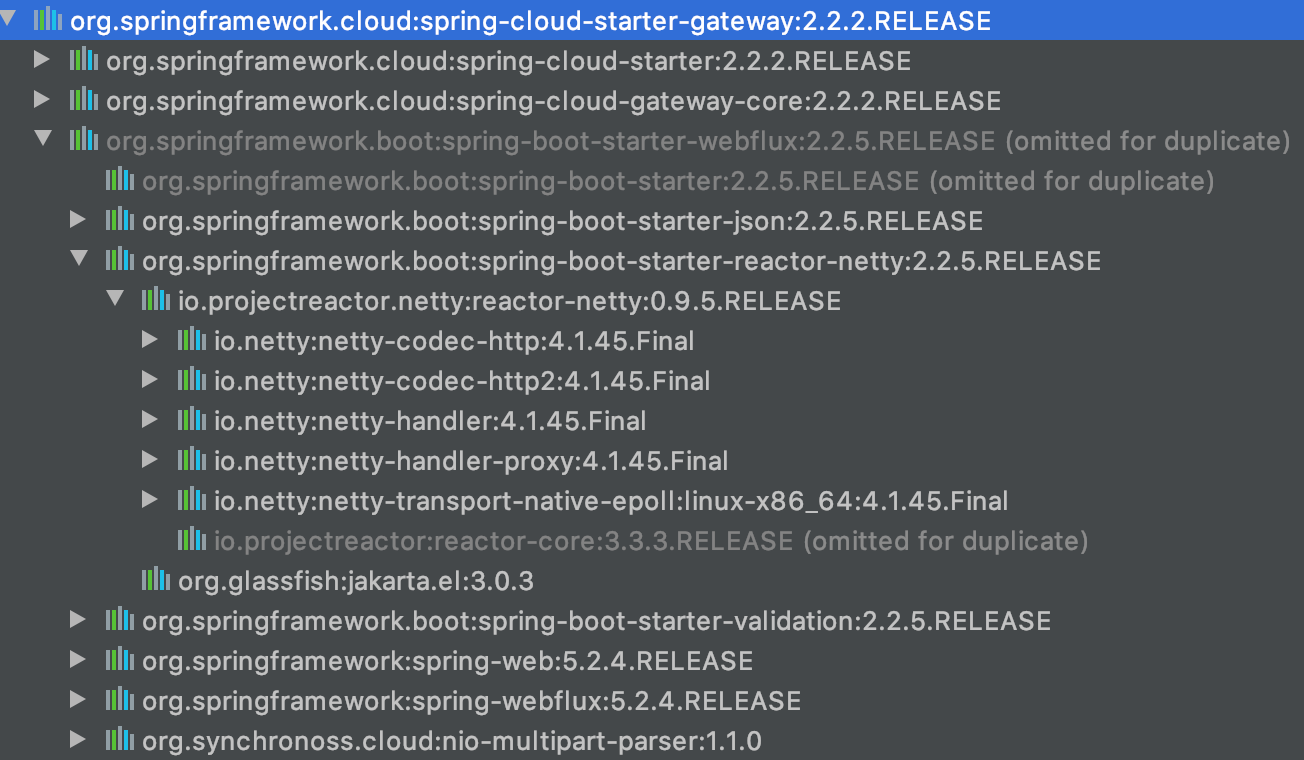 org.springframework.cloud:spring-cloud-starter-gateway:2.2.2.RELEASE
org.springframework.cloud:spring-cloud-starter:2.2.2.RELEASE
org.springframework.cloud:spring-cloud-gateway-core:2.2.2.RELEASE
org.springframework.boot:spring-boot-starter-webflux:2.2.5.RELEASE (omitted for duplicate)
org.springframework.boot:spring-boot-starter:2.2.5.RELEASE (omitted for duplicate)
org.springframework.boot:spring-boot-starter-json:2.2.5.RELEASE
org.springframework.boot:spring-boot-starter-reactor-netty:2.2.5.RELEASE
io.projectreactor.netty:reactor-netty:0.9.5.RELEASE
io.netty:netty-codec-http:4.1.45.Final
io.netty:netty-codec-http2:4.1.45.Final
io.netty:netty-handler:4.1.45.Final
io.netty:netty-handler-proxy:4.1.45.Final
io.netty:netty-transport-native-epoll:linux-x86_64:4.1.45.Final
io.projectreactor:reactor-core:3.3.3.RELEASE (omitted for duplicate)
org.glassfish:jakarta.el:3.0.3
org.springframework.boot:spring-boot-starter-validation:2.2.5.RELEASE
org.springframework:spring-web:5.2.4.RELEASE
org.springframework:spring-webflux:5.2.4.RELEASE
org.synchronoss.cloud:nio-multipart-parser:1.1.0